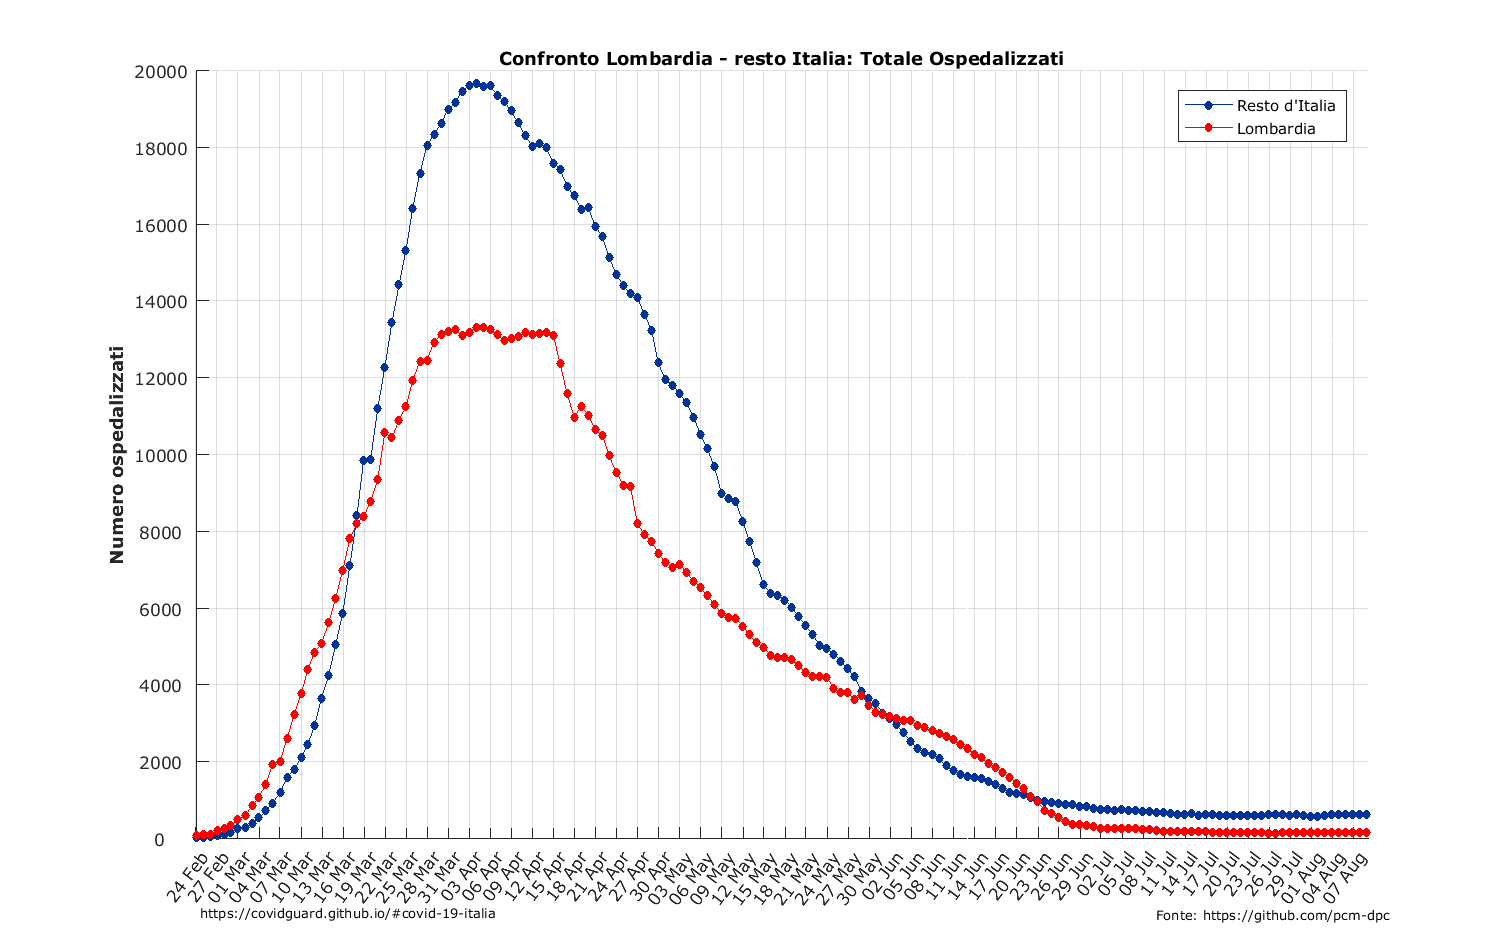 Confronto Lombardia - resto Italia: Totale Ospedalizzati
20000
18000
16000
14000
12000
10000
8000
6000
4000
2000
0
Numero ospedalizzati
Resto d'Italia
Lombardia
24 Feb
27 Feb
01 Mar
04 Mar
07 Mar
10 Mar
13 Mar
16 Mar
19 Mar
22 Mar
25 Mar
28 Mar
31 Mar
03 Apr
06 Apr
09 Apr
12 Apr
15 Apr
18 Apr
21 Apr
24 Apr
27 Apr
30 Apr
03 May
06 May
09 May
12 May
15 May
18 May
21 May
24 May
27 May
30 May
02 Jun
05 Jun
08 Jun
11 Jun
14 Jun
17 Jun
20 Jun
23 Jun
26 Jun
29 Jun
02 Jul
05 Jul
08 Jul
11 Jul
14 Jul
17 Jul
20 Jul
23 Jul
26 Jul
29 Jul
01 Aug
04 Aug
07 Aug
https://covidguard.github.io/#covid-19-italia
Fonte: https://github.com/pcm-dpc